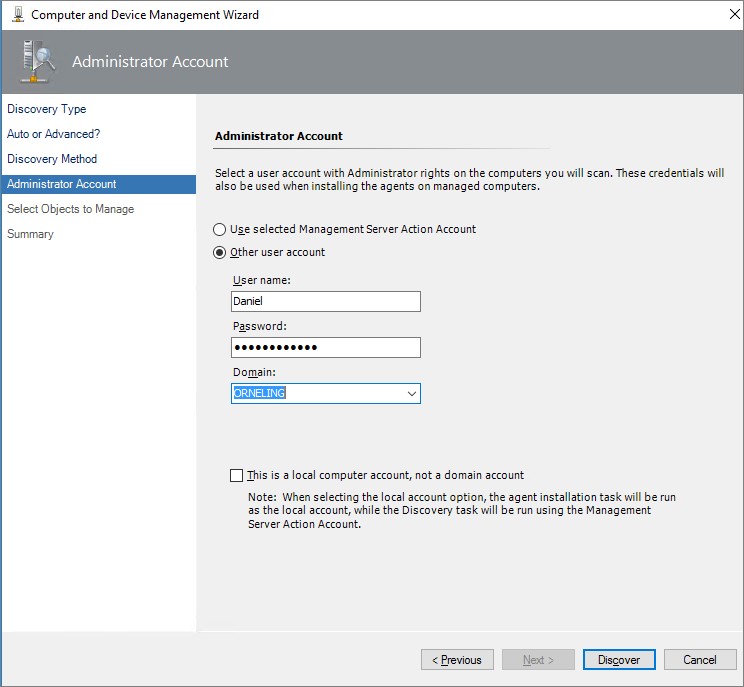 Computer and Device Management Wizard
Administrator Account
Discovery Type
Auto or Advanced?
Discovery Method
Administrator Account
Select Objects to Manage
Summary
Administrator Account
Select a user account with Administrator rights on the computers you will scan. These credentials will
also be used when installing the agents on managed computers.
Use selected Management Server Action Account
Other user account
User name:
Daniel
Password:
●●●●●●●●●●●●
Domain:
ORNELING
This is a local computer account, not a domain account
Note: When selecting the local account option, the agent installation task will be run
as the local account, while the Discovery task will be run using the Management
Server Action Account.
< Previous
Next >
Discover
Cancel